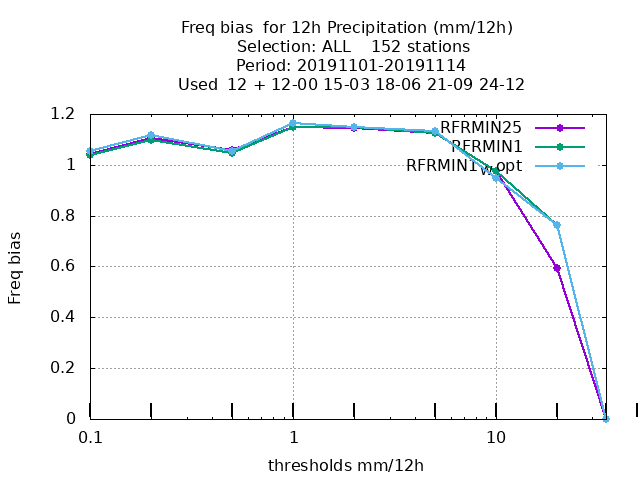 Freq bias  for 12h Precipitation (mm/12h)
Selection: ALL    152 stations
Period: 20191101-20191114
Used  12 + 12-00 15-03 18-06 21-09 24-12
1.2
1
0.8
0.6
0.4
0.2
0
Freq bias
RFRMIN25
RFRMIN1
RFRMIN1w_opt
0.1
1
10
thresholds mm/12h